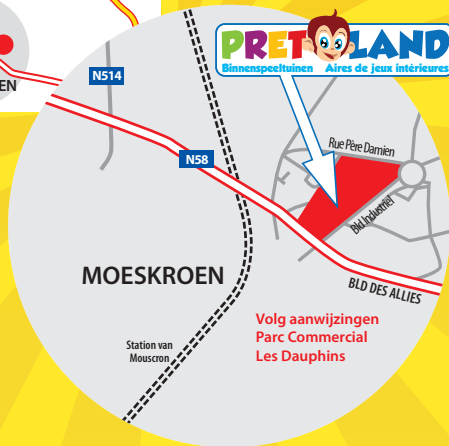 PRET LAND
Binnenspeeltuinen Aires de jeux intérieures
EN
N514
Rue Père Damien
N58
Bld Industriel
MOESKROEN
BLD DES ALLIES
Volg aanwijzingen
Parc Commercial
Les Dauphins
Station van
Mouscron